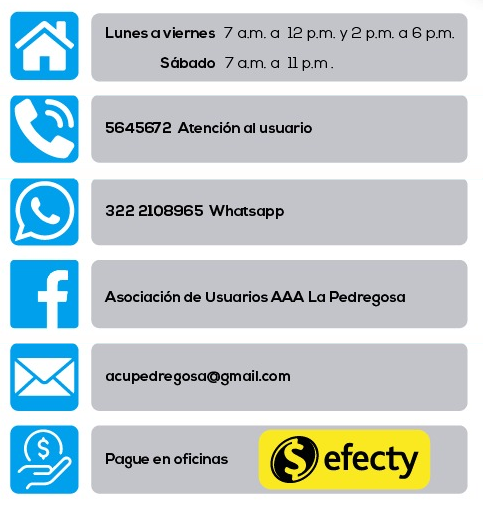 Lunes a viernes 7 a.m. a 12 p.m. y 2 p.m. a 6 p.m.
Sábado 7 a.m. a 11 p.m.
5645672 Atención al usuario
322 2108965 Whatsapp
Asociación de Usuarios AAA La Pedregosa
acupedregosa@gmail.com
Pague en oficinas $ efecty